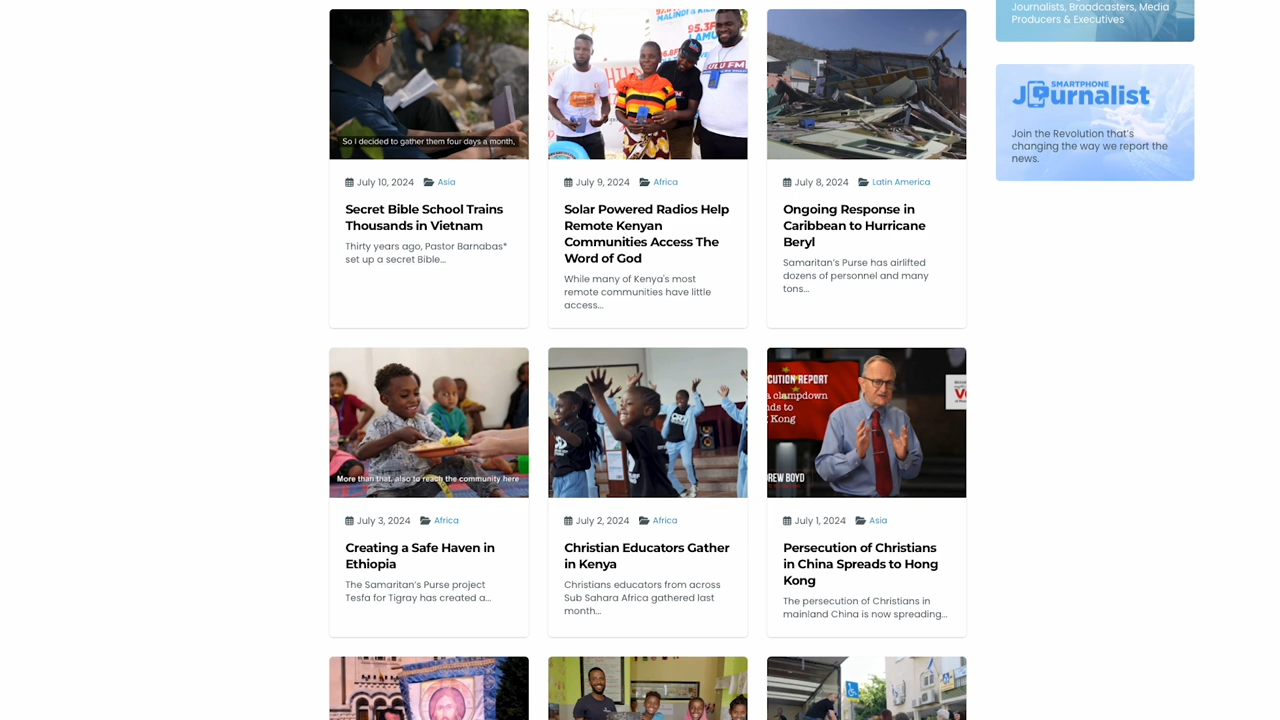 Journalists, Broadcasters, Media
Producers & Executives
SMARTPHONE
Journalist
Join the Revolution that's
changing the way we report the
news.
So I decided to gather them four days a month,
July 10, 2024 Asia
Secret Bible School Trains
Thousands in Vietnam
Thirty years ago, Pastor Barnabas*
set up a secret Bible...
MALINDI &
95.3F
LAMU
ULU FM
July 9, 2024 Africa
Solar Powered Radios Help
Remote Kenyan
Communities Access The
Word of God
While many of Kenya's most
remote communities have little
access...
July 8, 2024 Latin America
Ongoing Response in
Caribbean to Hurricane
Beryl
Samaritan's Purse has airlifted
dozens of personnel and many
tons...
More than that, also to reach the community here
July 3, 2024 Africa
Creating a Safe Haven in
Ethiopia
The Samaritan's Purse project
Tesfa for Tigray has created a...
July 2, 2024 Africa
Christian Educators Gather
in Kenya
Christians educators from across
Sub Sahara Africa gathered last
month...
CUTION REPORT
a clampdown
nds to
Kong
REW BOYD
July 1, 2024 Asia
Persecution of Christians
in China Spreads to Hong
Kong
The persecution of Christians in
mainland China is now spreading...